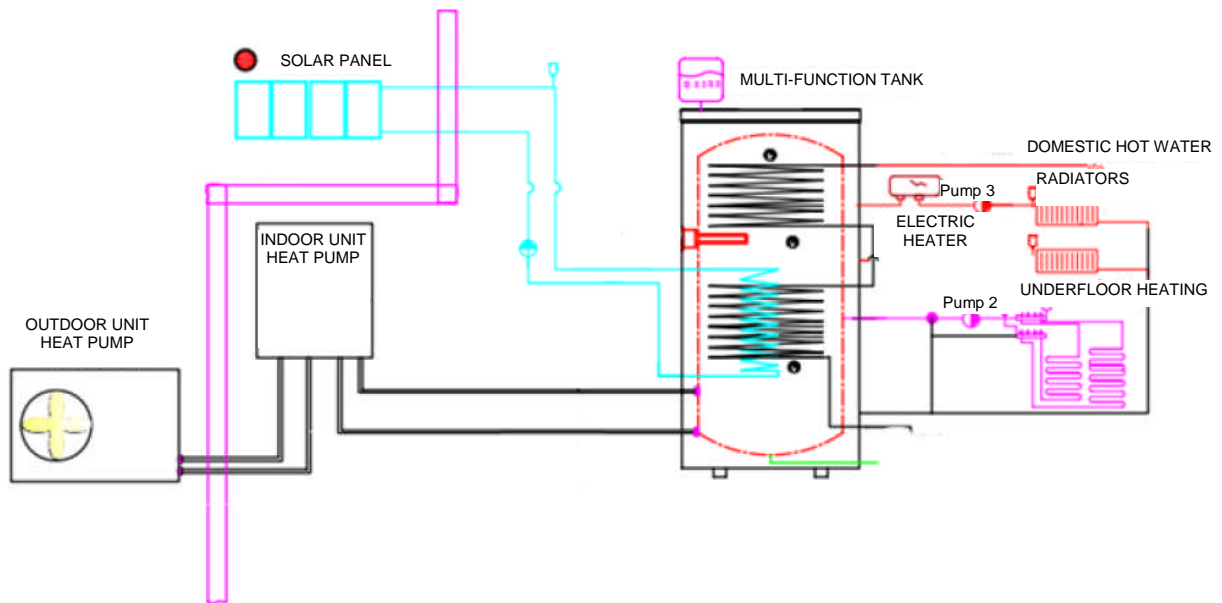 SOLAR PANEL
MULTI-FUNCTION TANK
DOMESTIC HOT WATER
RADIATORS
Pump 3
ELECTRIC
HEATER
INDOOR UNIT
HEAT PUMP
UNDERFLOOR HEATING
Pump 2
OUTDOOR UNIT
HEAT PUMP